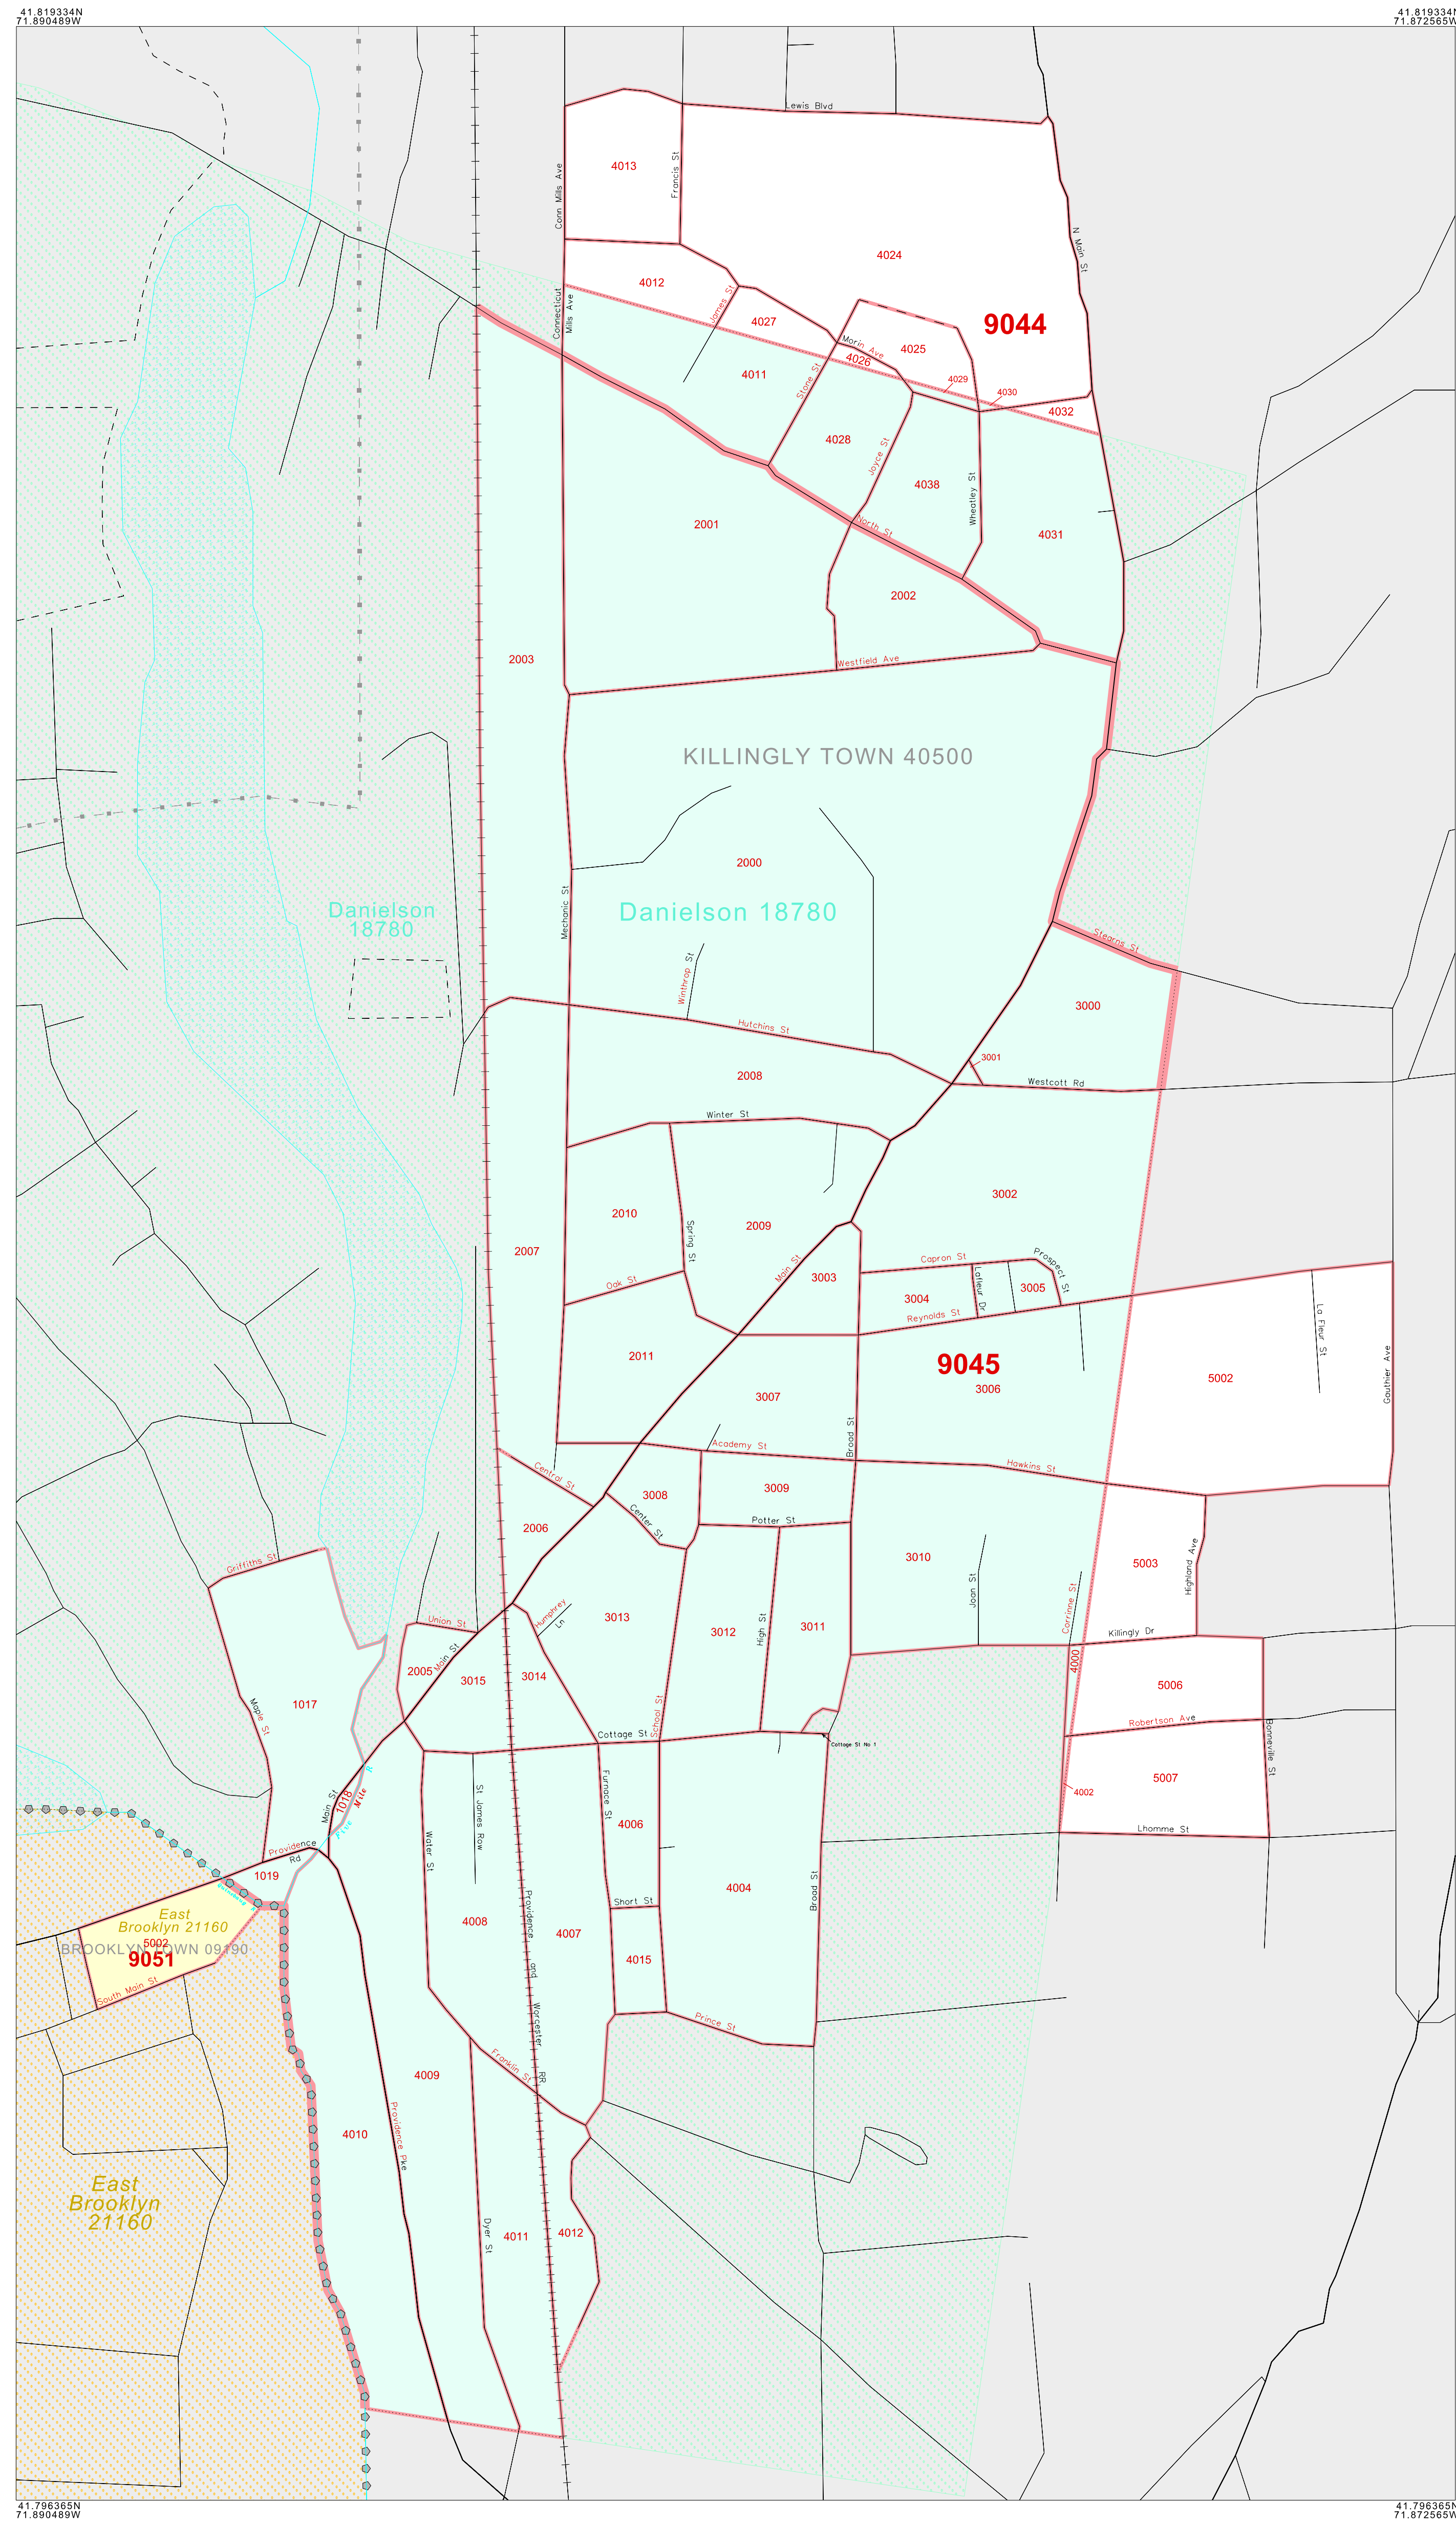 41.819334N
71.890489W
41.819334N
71.872565W
Lewis Blvd
4013
Francis St
Conn Mills Ave
4024
N Main St
4012
Connecticut
Mills Ave
James St
4027
9044
Morin Ave
4025
4026
4011
Stone St
4029
4030
4032
4028
Joyce St
4038
Wheatley St
2001
North St
4031
2002
2003
Westfield Ave
KILLINGLY TOWN 40500
2000
Mechanic St
Danielson
18780
Danielson 18780
Stearns St
Winthrop St
3000
Hutchins St
3001
2008
Westcott Rd
Winter St
3002
2010
2009
Spring St
2007
Main St
Capron St
Prospect St
Oak St
3003
Lafleur Dr
3004
3005
Reynolds St
La Fleur St
2011
9045
3006
5002
Gauthier Ave
3007
Broad St
Academy St
Hawkins St
Central St
3008
3009
Center St
2006
Potter St
3010
5003
Highland Ave
Griffiths St
Joan St
Corrinne St
Humphrey
Ln
3013
3011
Union St
High St
3012
Killingly Dr
Main St
2005
3015
3014
4000
5006
1017
Maple St
School St
Robertson Ave
Cottage St
Cottage St No 1
Bonneville St
5007
4002
1018
Main St
Five Mile R
St James Row
Furnace St
4006
Lhomme St
Water St
Providence
Rd
1019
4004
Broad St
Short St
East
Brooklyn 21160
5002
BROOKLYN TOWN 09190
9051
South Main St
4008
4007
Providence and Worcester RR
4015
Prince St
Franklin St
4009
4010
Providence Pke
East
Brooklyn
21160
Dyer St
4011
4012
41.796365N
71.890489W
41.796365N
71.872565W